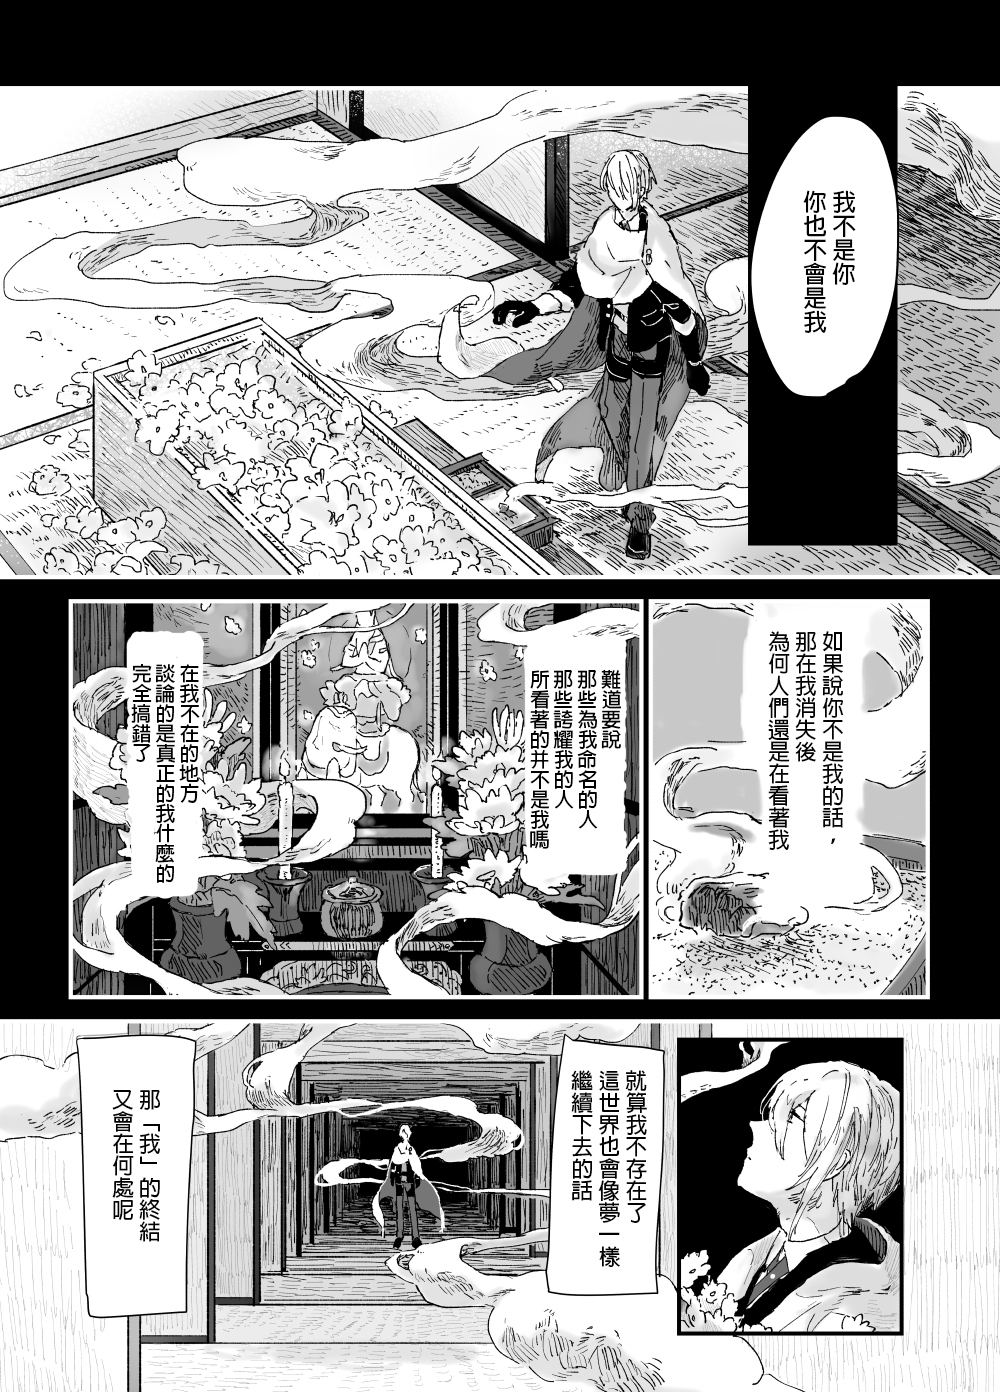 我不是你
你也不會是我
如果說你不是我的話，
那在我消失後
為何人們還是在看著我
難道要說
那些為我命名的人
那些誇耀我的人
所看著的并不是我嗎
在我不在的地方
談論的是真正的我什麼的
完全搞錯了
就算我不存在了
這世界也會像夢一樣
繼續下去的話
那「我」的終結
又會在何處呢